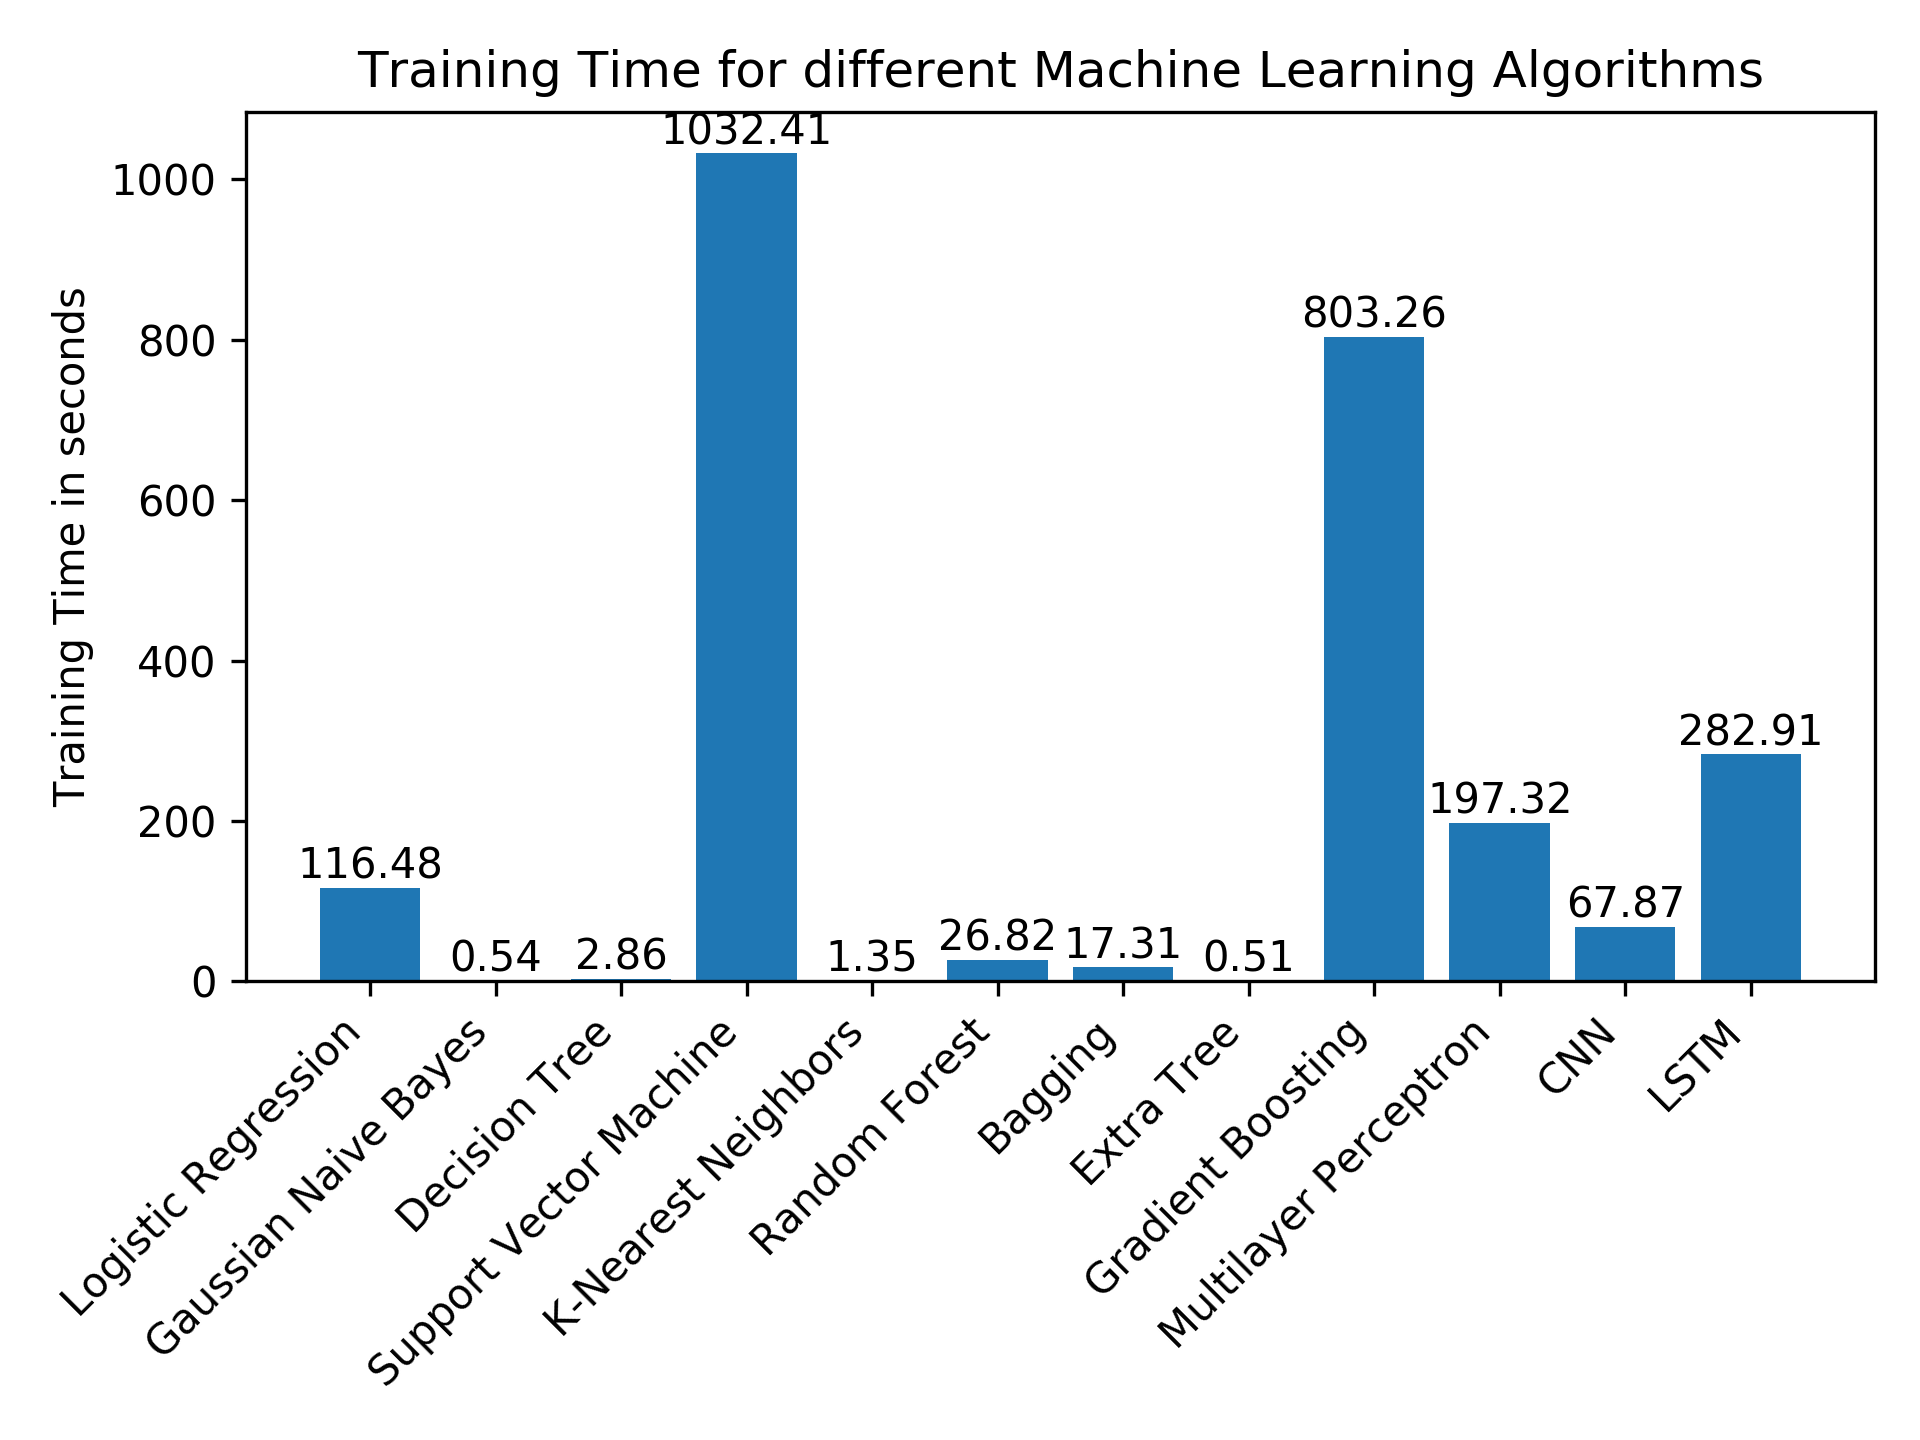 Training Time for different Machine Learning Algorithms
Training Time in seconds
1000
800
600
400
200
0
116.48
0.54
2.86
1032.41
1.35
26.82
17.31
0.51
803.26
197.32
67.87
282.91
Logistic Regression
Gaussian Naive Bayes
Decision Tree
Support Vector Machine
K-Nearest Neighbors
Random Forest
Bagging
Extra Tree
Gradient Boosting
Multilayer Perceptron
CNN
LSTM